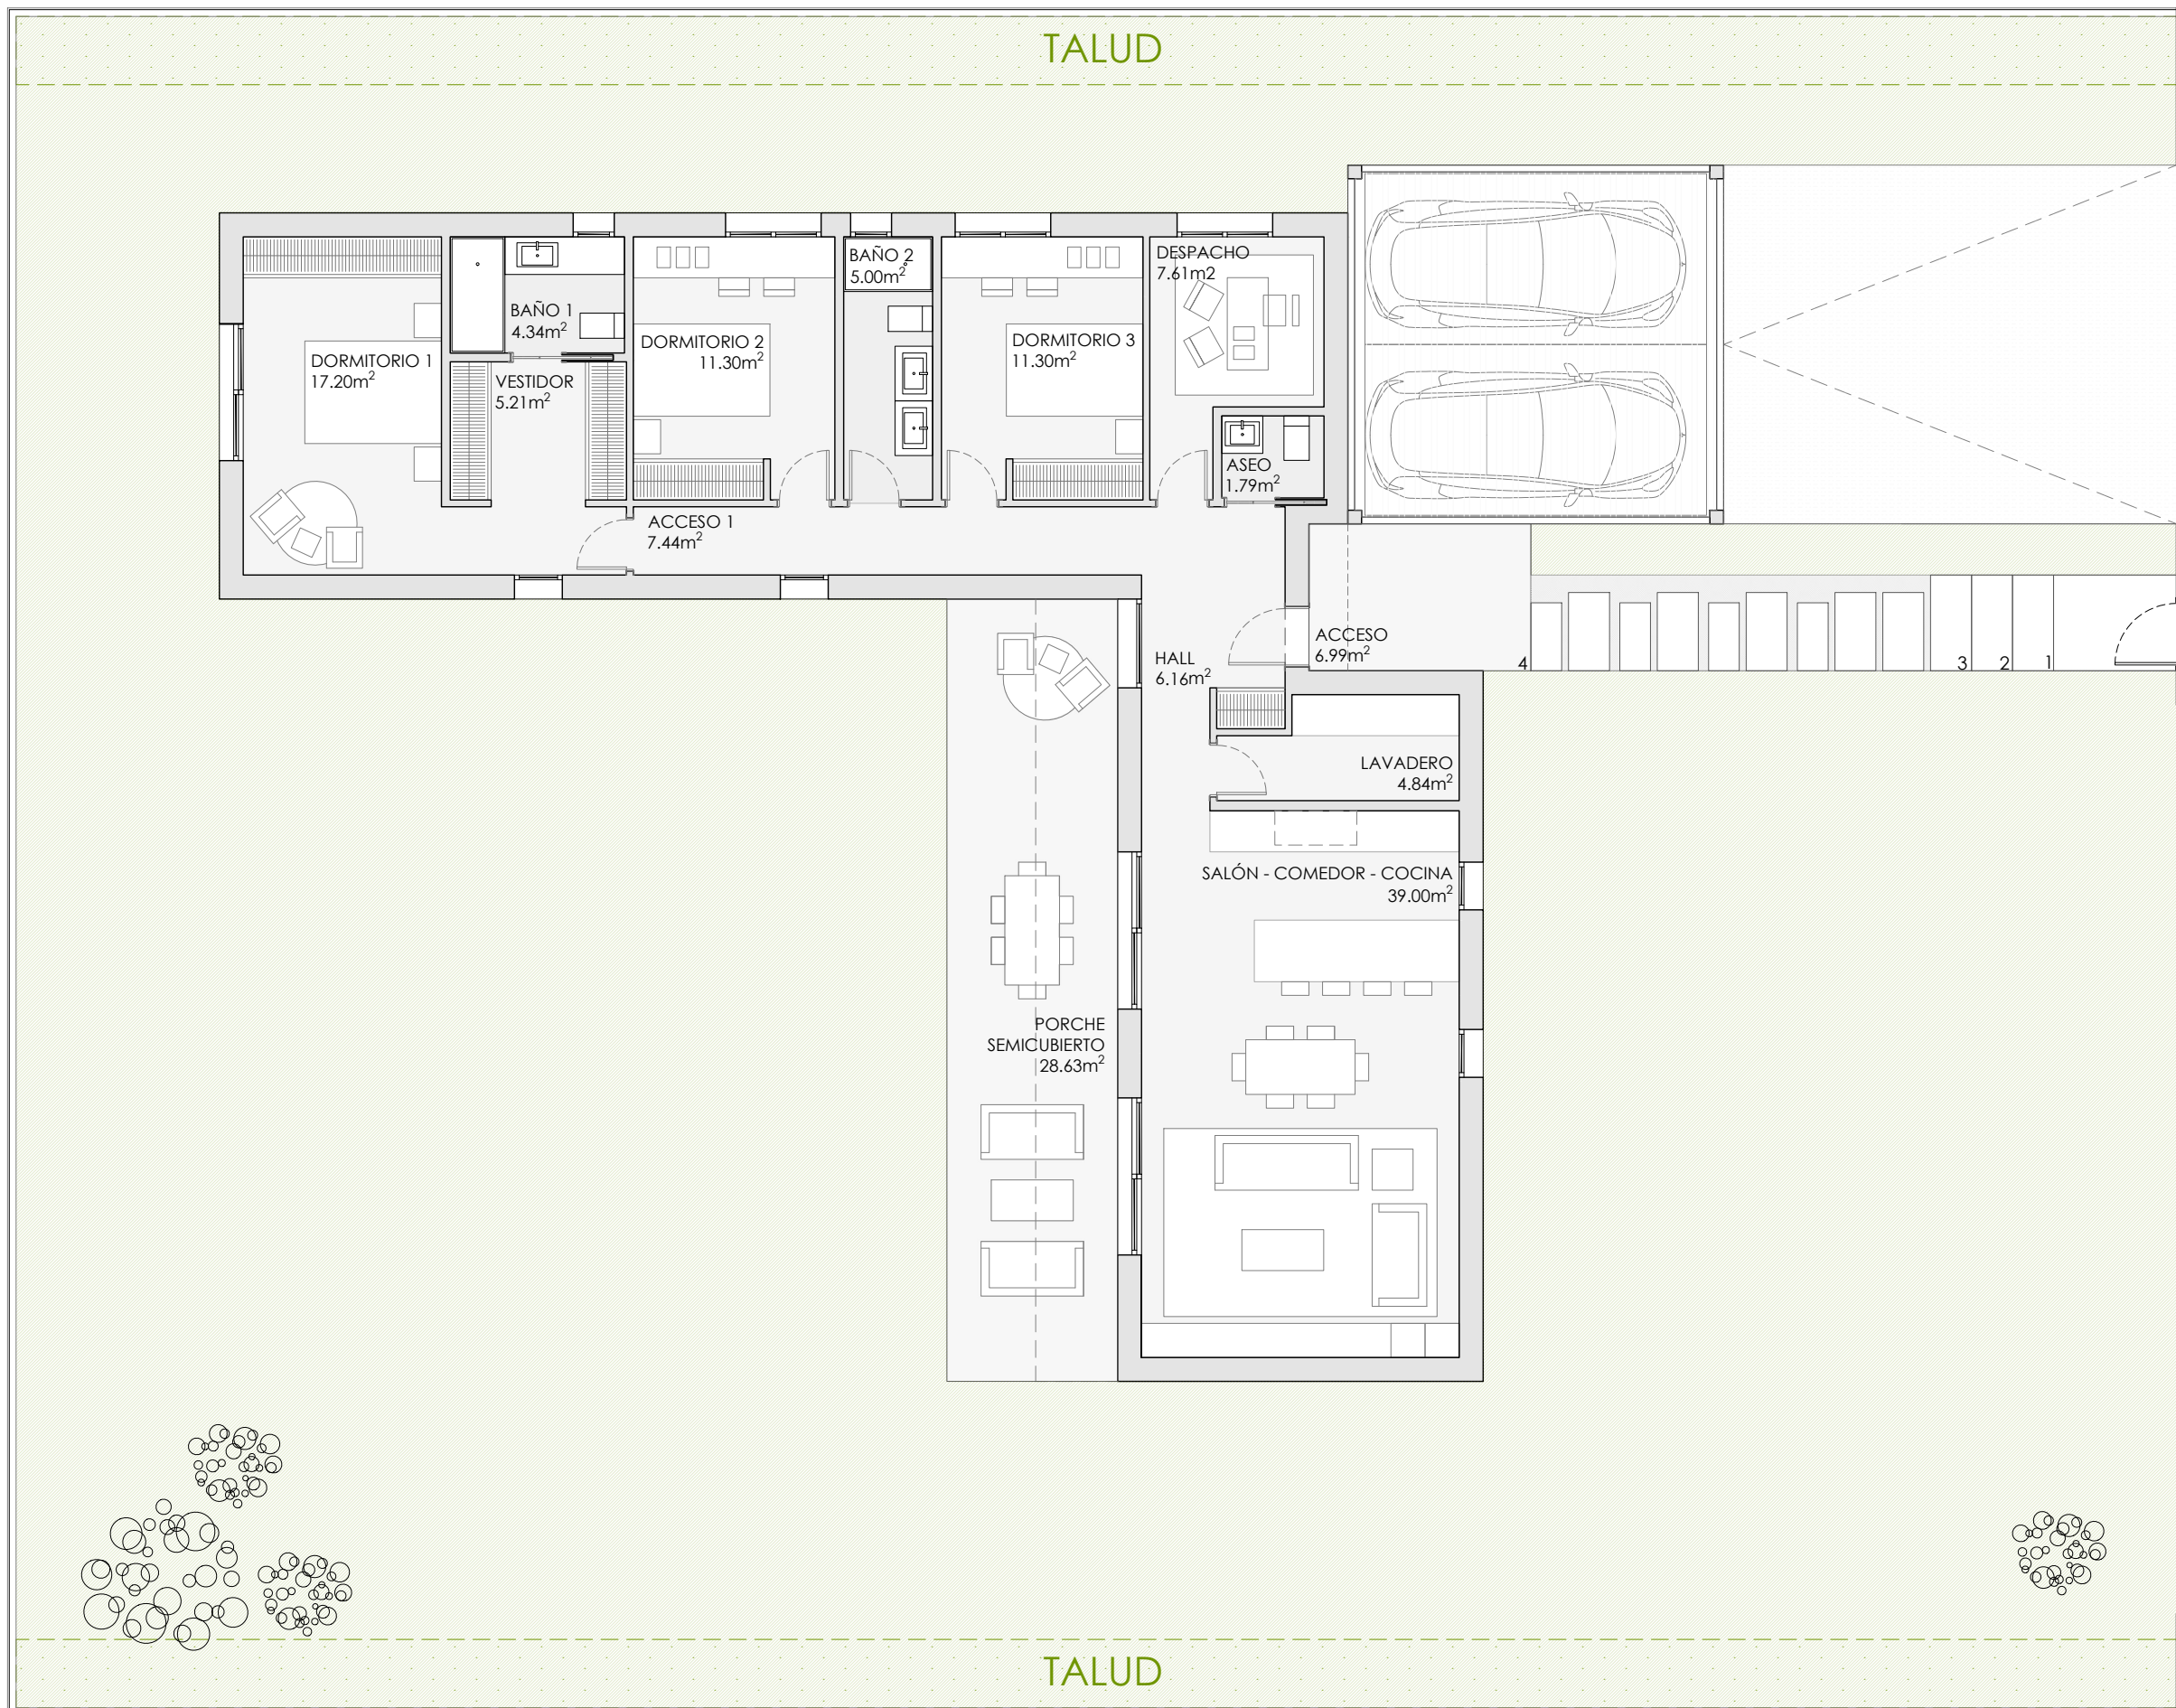 TALUD
BAÑO 2
5.00m²
DESPACHO
7.61m2
BAÑO 1
4.34m²
DORMITORIO 1
17.20m²
VESTIDOR
5.21m²
DORMITORIO 2
11.30m²
DORMITORIO 3
11.30m²
ASEO
1.79m²
ACCESO 1
7.44m²
HALL
6.16m²
ACCESO
6.99m²
4
3
2
1
LAVADERO
4.84m²
SALÓN - COMEDOR - COCINA
39.00m²
PORCHE
SEMICUBIERTO
28.63m²
TALUD